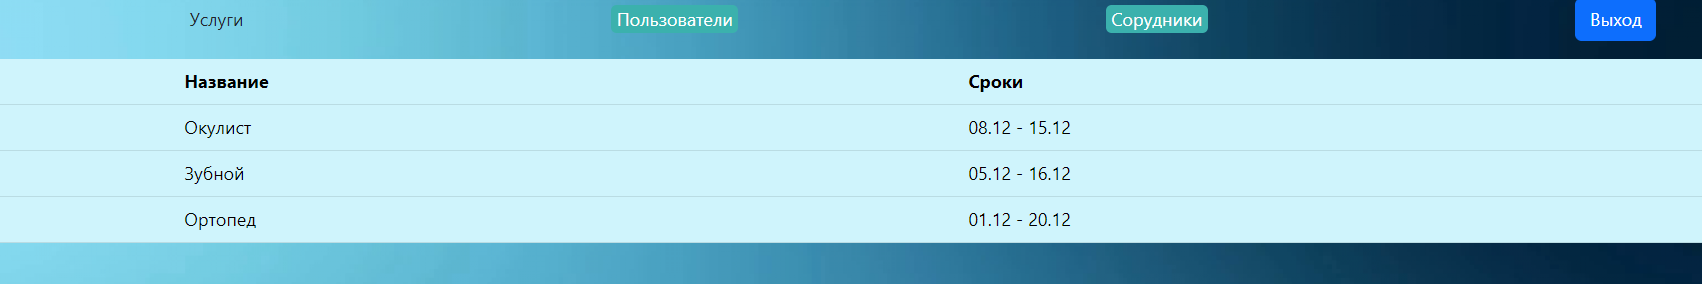 Услуги Пользователи Сорудники Выход
Название Сроки
Окулист 08.12 - 15.12
Зубной 05.12 - 16.12
Ортопед 01.12 - 20.12